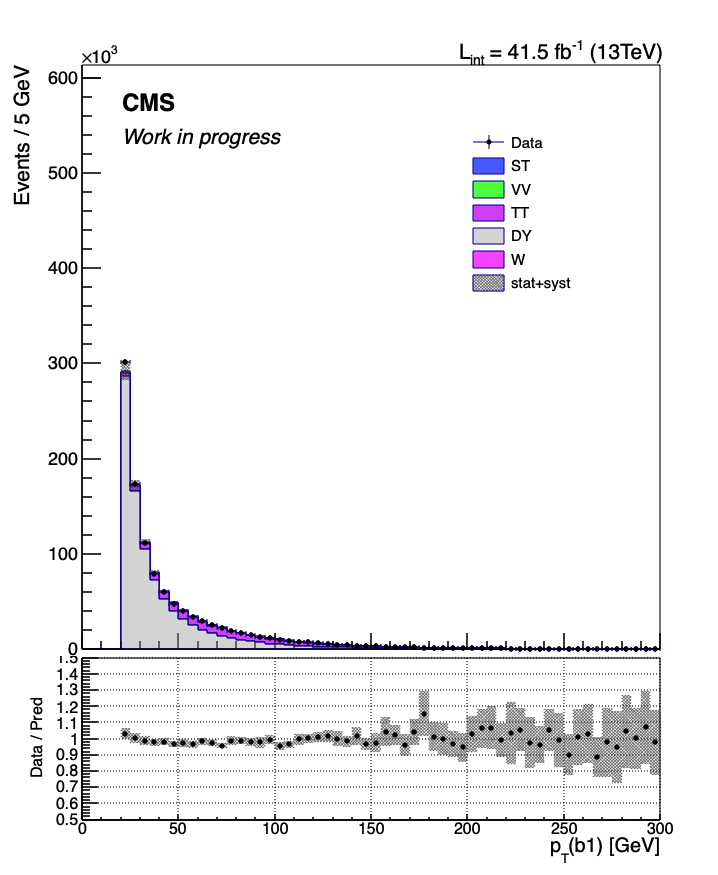 ×10³
L_int = 41.5 fb⁻¹ (13TeV)
Events / 5 GeV
600
500
400
300
200
100
0
CMS
Work in progress
Data
ST
VV
TT
DY
W
stat+syst
Data / Pred
1.5
1.4
1.3
1.2
1.1
1
0.9
0.8
0.7
0.6
0.5
0 50 100 150 200 250 300
p_T(b1) [GeV]